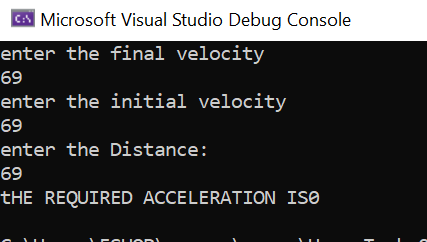 Microsoft Visual Studio Debug Console
enter the final velocity
69
enter the initial velocity
69
enter the Distance:
69
tHE REQUIRED ACCELERATION IS0